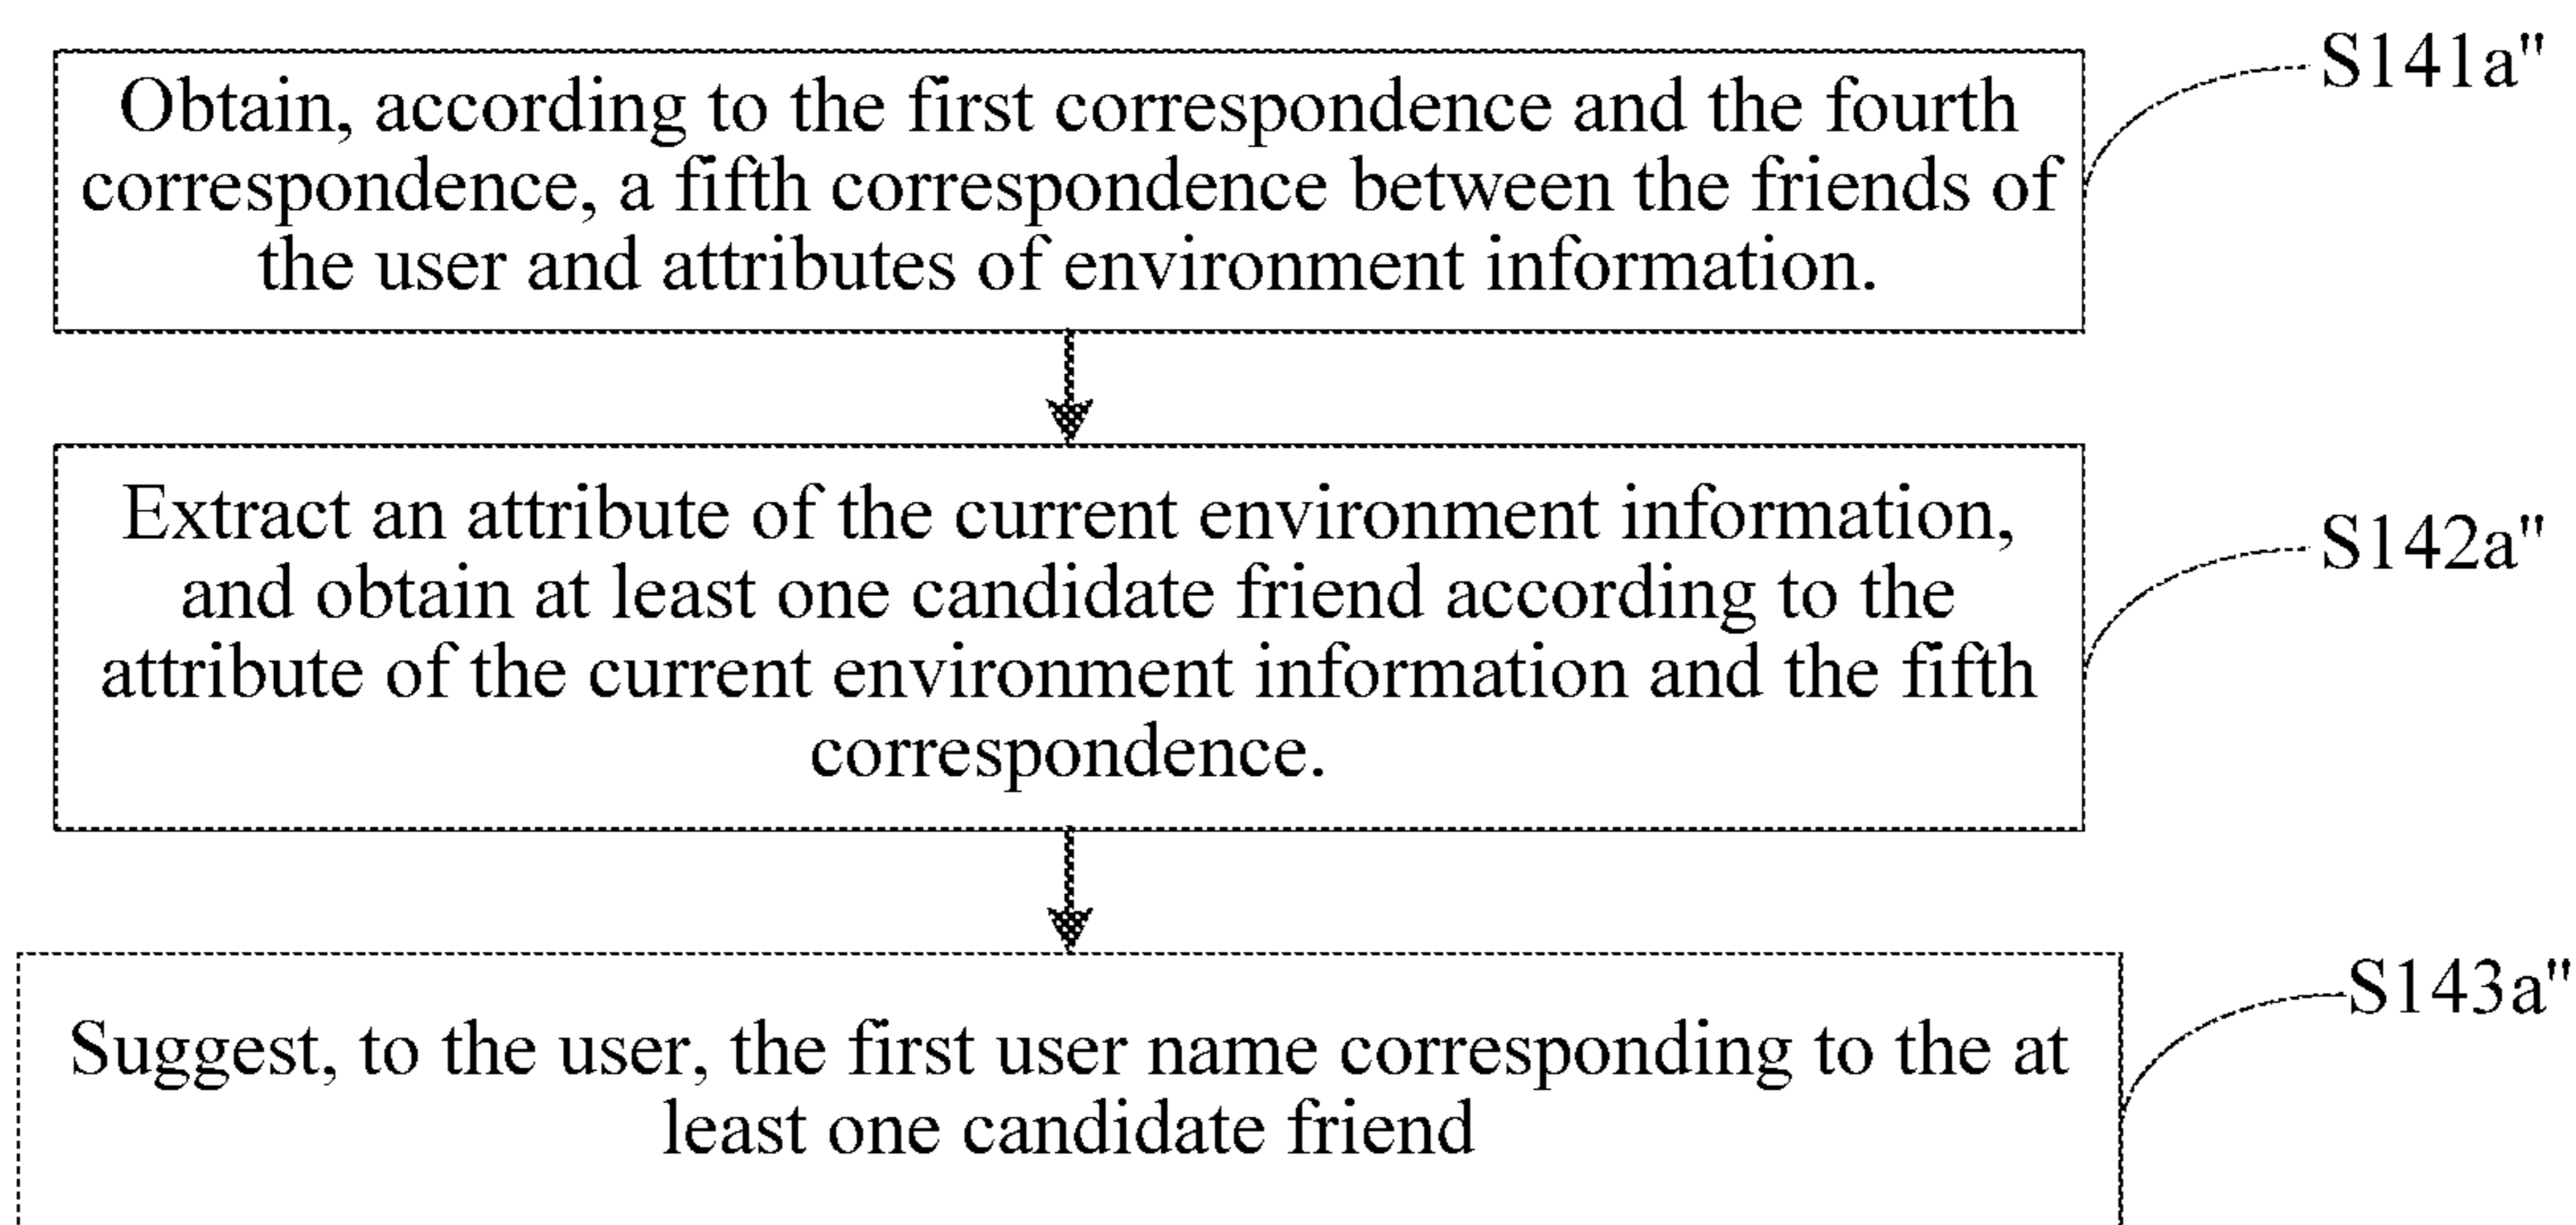 S141a"
Obtain, according to the first correspondence and the fourth
correspondence, a fifth correspondence between the friends of
the user and attributes of environment information.
S142a"
Extract an attribute of the current environment information,
and obtain at least one candidate friend according to the
attribute of the current environment information and the fifth
correspondence.
S143a"
Suggest, to the user, the first user name corresponding to the at
least one candidate friend